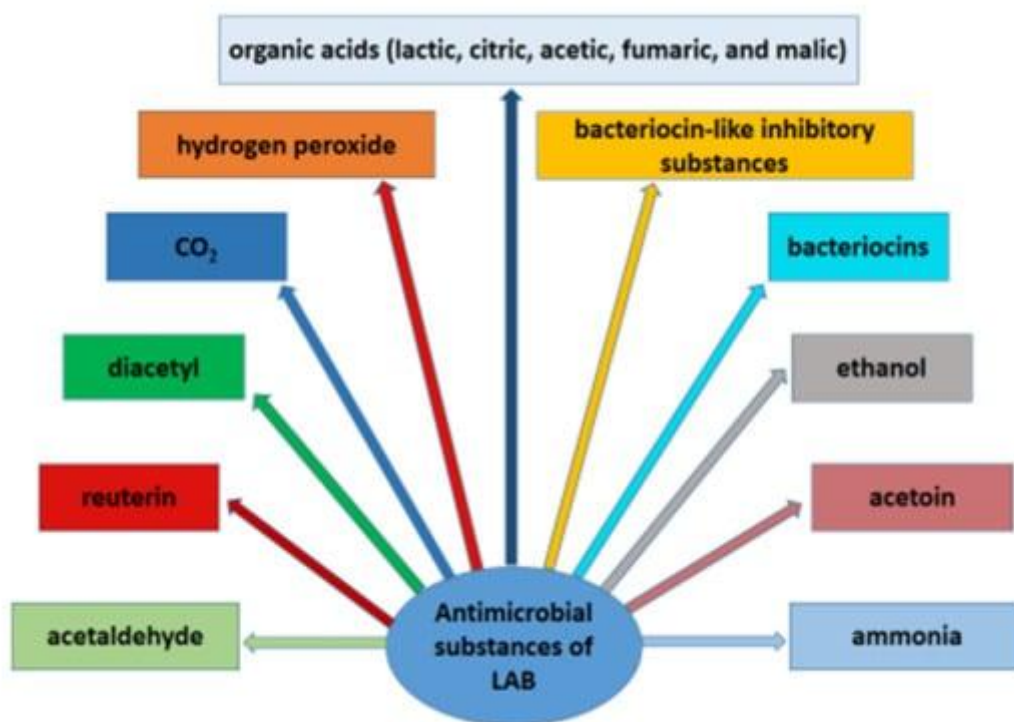 organic acids (lactic, citric, acetic, fumaric, and malic)
hydrogen peroxide
bacteriocin-like inhibitory
substances
CO₂
bacteriocins
diacetyl
ethanol
reuterin
acetoin
acetaldehyde
Antimicrobial
substances of
LAB
ammonia